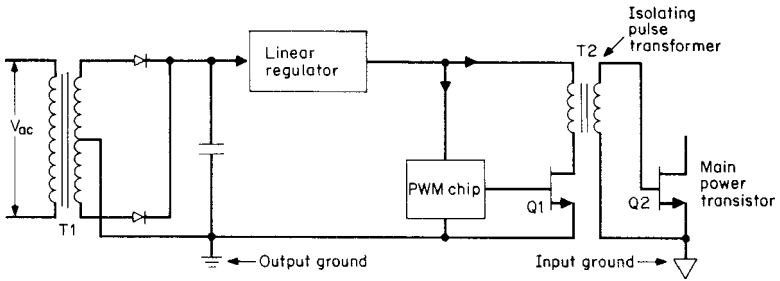 Isolating
pulse
transformer
T2
Linear
regulator
Vac
PWM chip
Q1
Q2
Main
power
transistor
T1
Output ground
Input ground